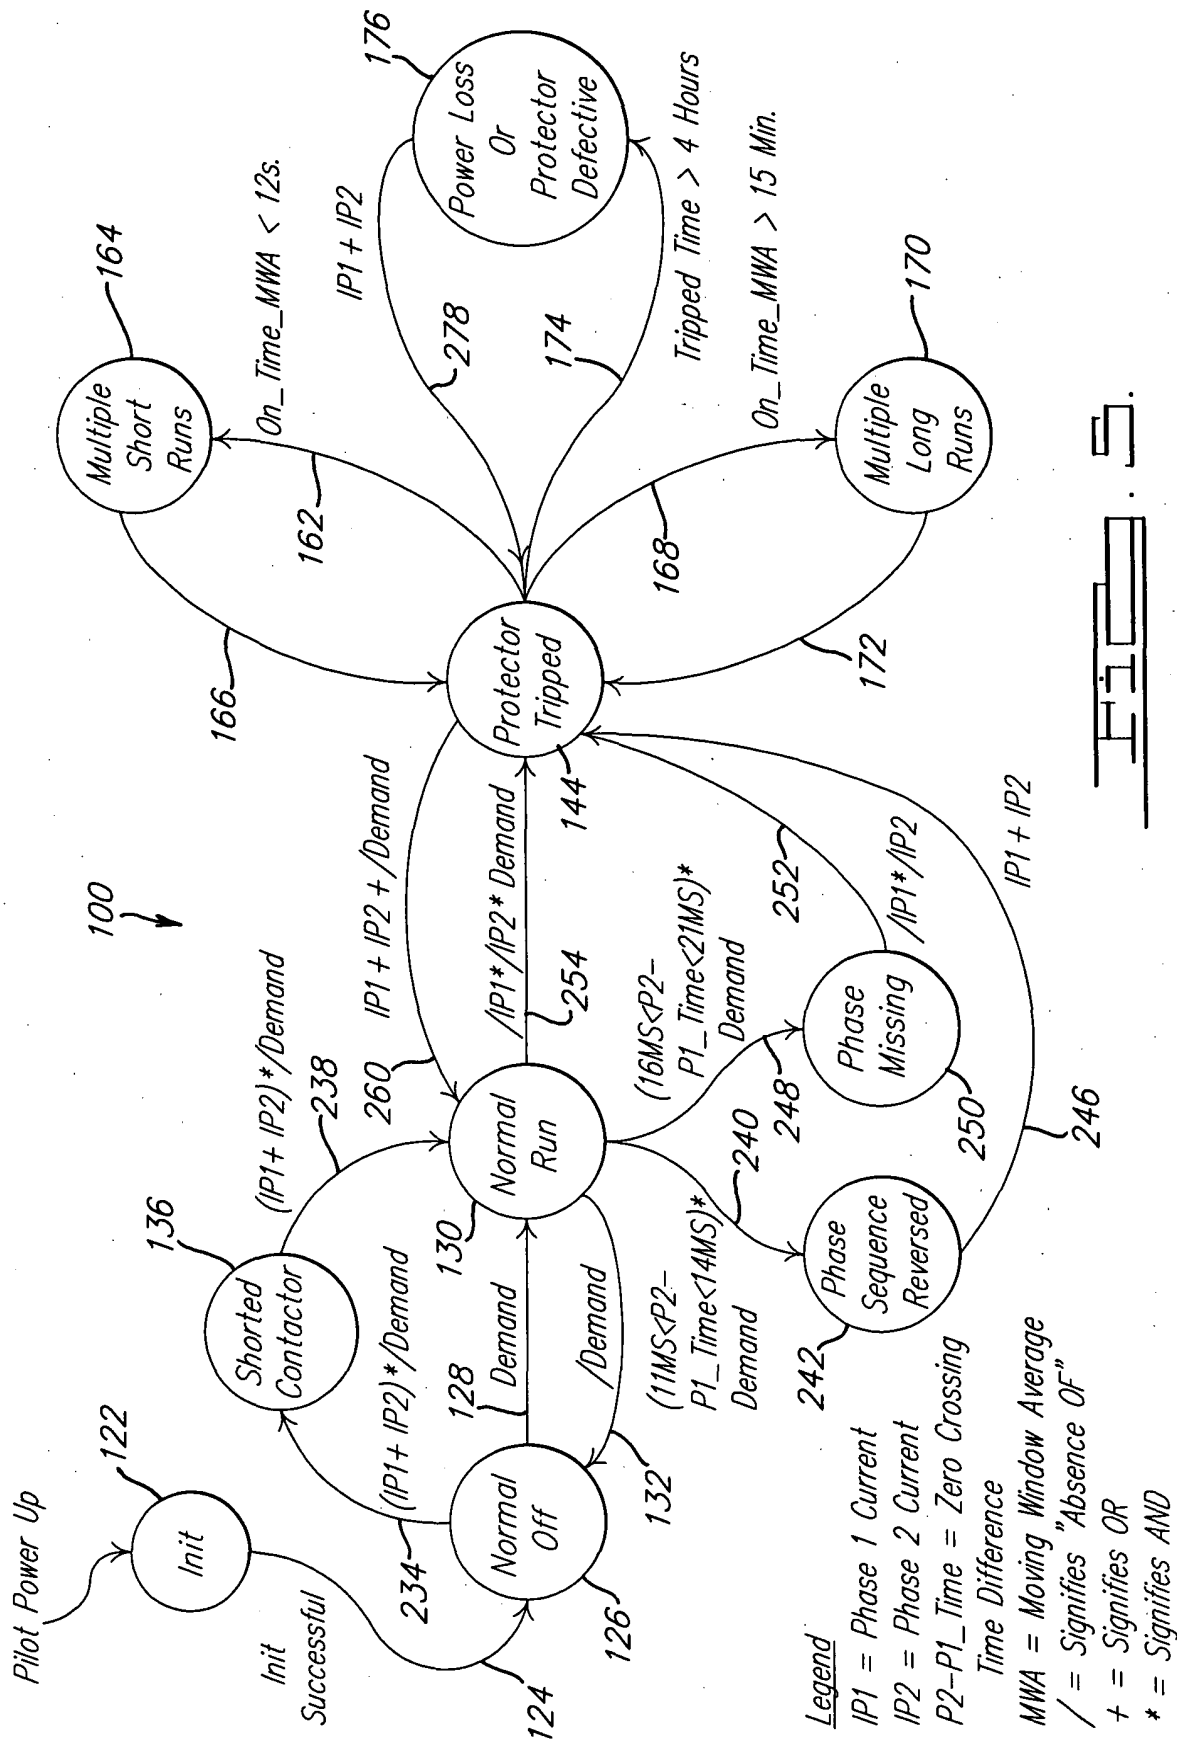 Pilot Power Up
122
Init
Init
Successful
124
Normal
Off
126
234
(IP1+ IP2)*/Demand
Shorted
Contactor
136
(IP1+ IP2)*/Demand
238
128
Demand
/Demand
132
Normal
Run
130
100
260
IP1 + IP2 + /Demand
/IP1*/IP2* Demand
254
(11MS<P2-
P1_Time<14MS)*
Demand
240
Phase
Sequence
Reversed
242
(16MS<P2-
P1_Time<21MS)*
Demand
248
Phase
Missing
250
252
/IP1*/IP2
246
IP1 + IP2
Protector
Tripped
144
166
162
On_Time_MWA < 12s.
Multiple
Short
Runs
164
IP1 + IP2
278
174
Tripped Time > 4 Hours
Power Loss
Or
Protector
Defective
176
168
On_Time_MWA > 15 Min.
172
Multiple
Long
Runs
170
Legend
IP1 = Phase 1 Current
IP2 = Phase 2 Current
P2-P1_Time = Zero Crossing
Time Difference
MWA = Moving Window Average
/ = Signifies "Absence OF"
+ = Signifies OR
* = Signifies AND
FIG. 5.